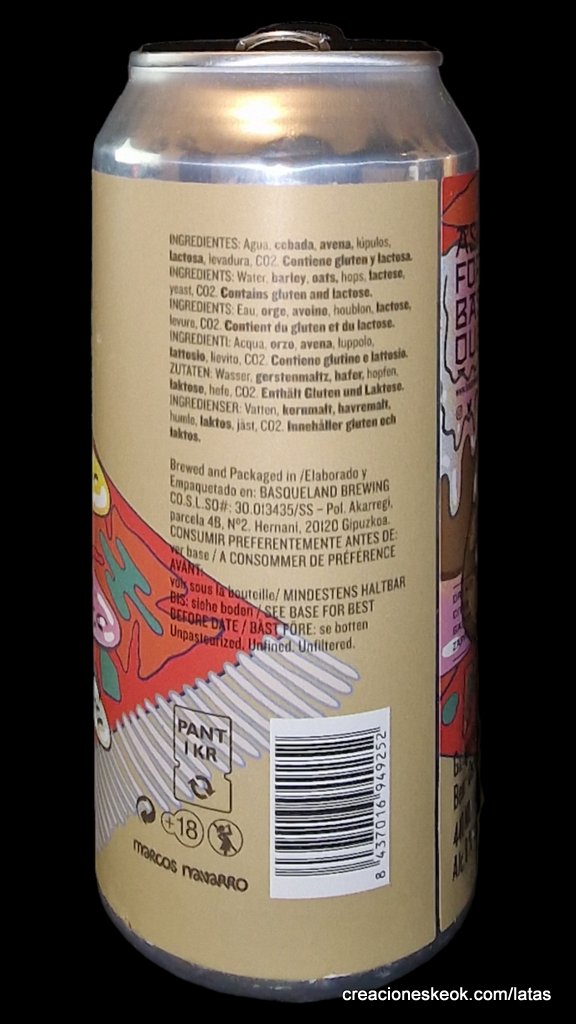 INGREDIENTES: Agua, cebada, avena, lúpulos,
lactosa, levadura, CO2. Contiene gluten y lactosa.
INGREDIENTS: Water, barley, oats, hops, lactose,
yeast, CO2. Contains gluten and lactose.
INGREDIENTS: Eau, orge, avoine, houblon, lactose,
levure, CO2. Contient du gluten et du lactose.
INGREDIENTI: Acqua, orzo, avena, luppolo,
lattosio, lievito, CO2. Contiene glutine e lattosio.
ZUTATEN: Wasser, gerstenmaltz, hafer, hopfen,
laktose, hefe, CO2. Enthält Gluten und Laktose.
INGREDIENSER: Vatten, kornmalt, havremalt,
humle, laktos, jäst, CO2. Innehåller gluten och
laktos.
Brewed and Packaged in /Elaborado y
Empaquetado en: BASQUELAND BREWING
CO.S.L.SO#: 30.013435/SS – Pol. Akarregi,
parcela 4B, Nº2. Hernani, 20120 Gipuzkoa.
CONSUMIR PREFERENTEMENTE ANTES DE:
ver base / A CONSOMMER DE PRÉFÉRENCE
AVANT:
voir sous la bouteille/ MINDESTENS HALTBAR
BIS: siehe boden / SEE BASE FOR BEST
BEFORE DATE / BÄST FÖRE: se botten
Unpasteurized. Unfined. Unfiltered.
PANT
1 KR
+18
marcos navarro
8 437016 949252
creacioneskeok.com/latas